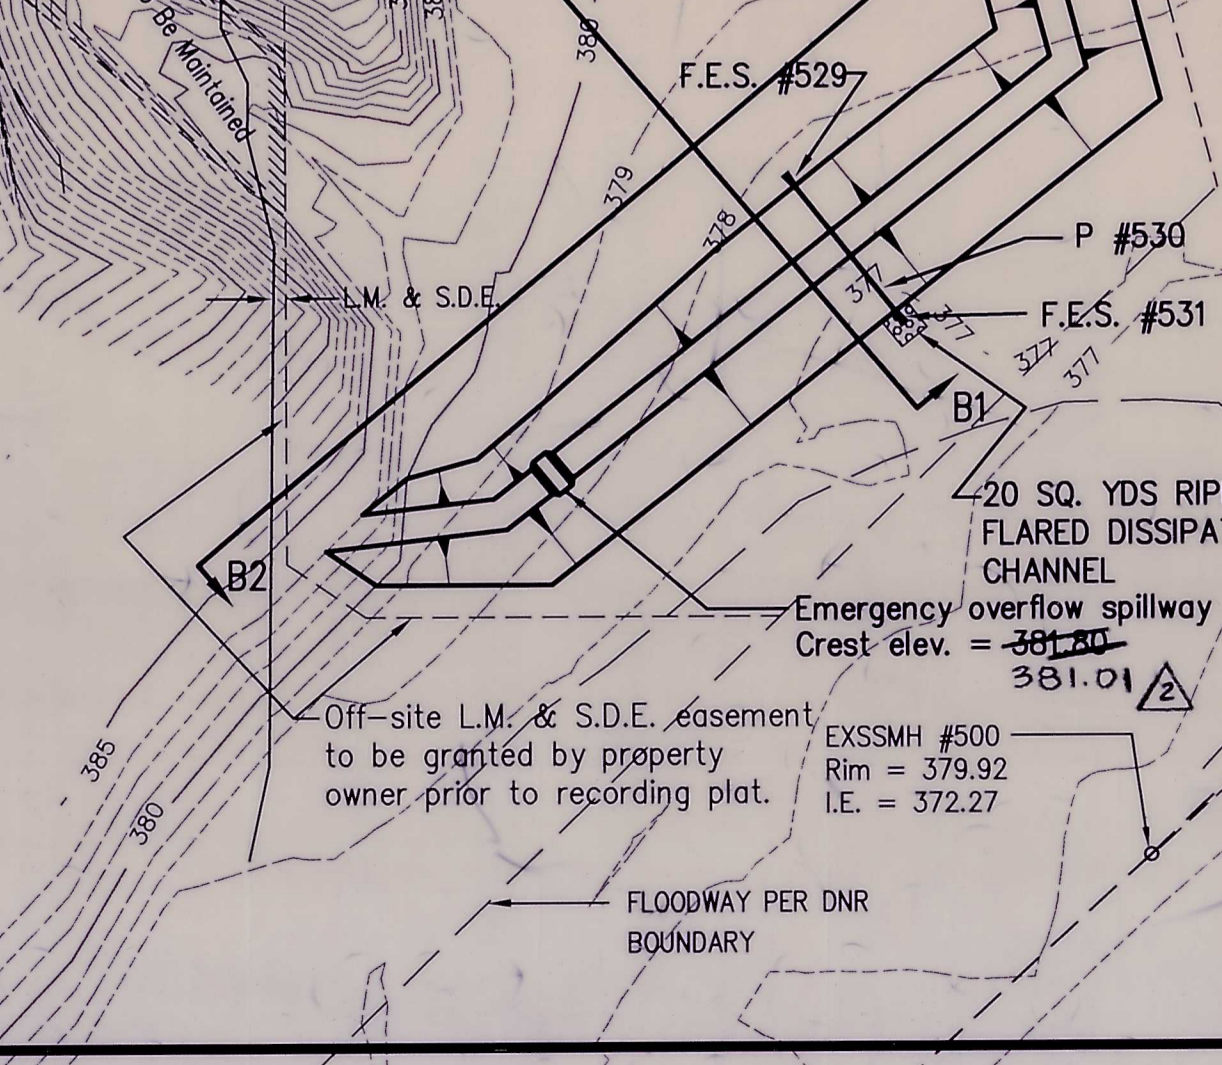 Be Maintained
380
F.E.S. #529
379
378
P #530
377
377
F.E.S. #531
377
377
L.M. & S.D.E.
B1
20 SQ. YDS RIP
FLARED DISSIPA
CHANNEL
B2
Emergency overflow spillway
Crest elev. = 381.80
381.01 2
Off-site L.M. & S.D.E. easement
to be granted by property
owner prior to recording plat.
EXSSMH #500
Rim = 379.92
I.E. = 372.27
385
380
FLOODWAY PER DNR
BOUNDARY